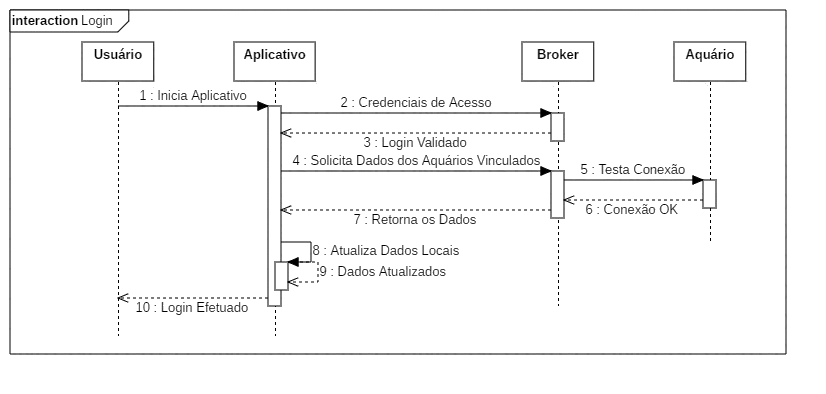 interaction Login
Usuário
Aplicativo
Broker
Aquário
1 : Inicia Aplicativo
2 : Credenciais de Acesso
3 : Login Validado
4 : Solicita Dados dos Aquários Vinculados
5 : Testa Conexão
6 : Conexão OK
7 : Retorna os Dados
8 : Atualiza Dados Locais
9 : Dados Atualizados
10 : Login Efetuado